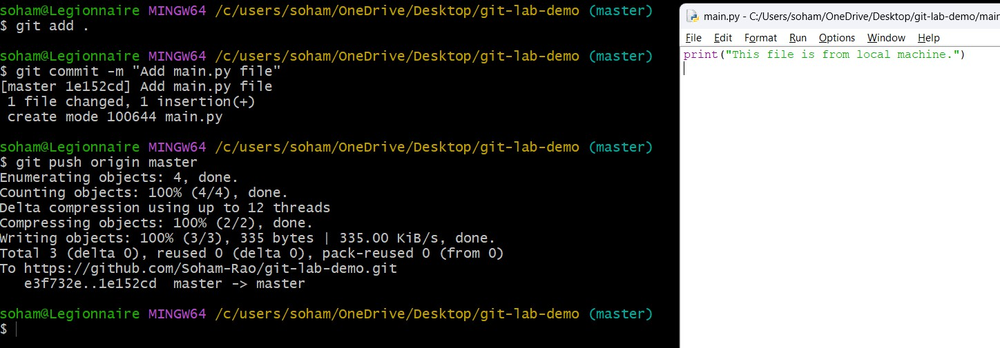 soham@Legionnaire MINGW64 /c/users/soham/OneDrive/Desktop/git-lab-demo (master)
$ git add .
soham@Legionnaire MINGW64 /c/users/soham/OneDrive/Desktop/git-lab-demo (master)
$ git commit -m "Add main.py file"
[master 1e152cd] Add main.py file
 1 file changed, 1 insertion(+)
 create mode 100644 main.py
soham@Legionnaire MINGW64 /c/users/soham/OneDrive/Desktop/git-lab-demo (master)
$ git push origin master
Enumerating objects: 4, done.
Counting objects: 100% (4/4), done.
Delta compression using up to 12 threads
Compressing objects: 100% (2/2), done.
Writing objects: 100% (3/3), 335 bytes | 335.00 KiB/s, done.
Total 3 (delta 0), reused 0 (delta 0), pack-reused 0 (from 0)
To https://github.com/Soham-Rao/git-lab-demo.git
   e3f732e..1e152cd  master -> master
soham@Legionnaire MINGW64 /c/users/soham/OneDrive/Desktop/git-lab-demo (master)
$
main.py - C:/Users/soham/OneDrive/Desktop/git-lab-demo/mair
File Edit Format Run Options Window Help
print("This file is from local machine.")